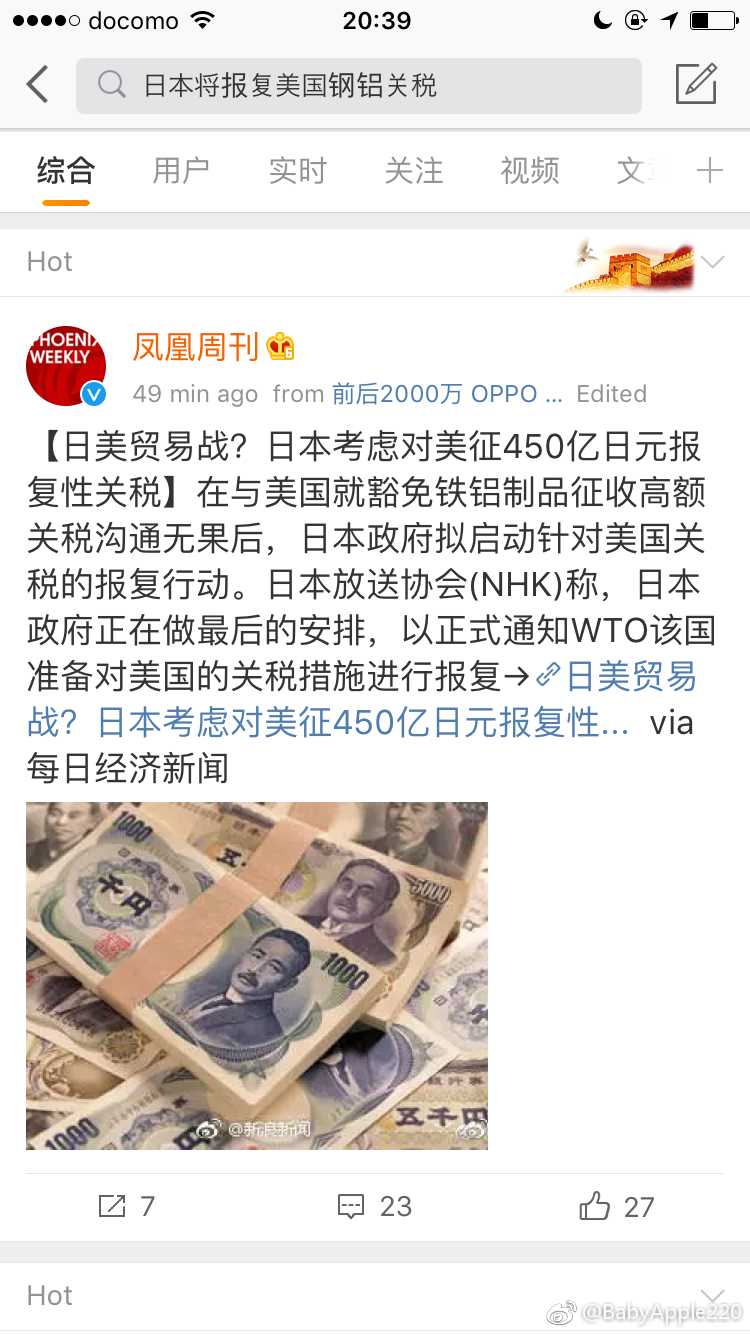 docomo 20:39
日本将报复美国钢铝关税
综合 用户 实时 关注 视频 文
Hot
PHOENIX
WEEKLY
凤凰周刊
49 min ago from 前后2000万 OPPO ... Edited
【日美贸易战？日本考虑对美征450亿日元报
复性关税】在与美国就豁免铁铝制品征收高额
关税沟通无果后，日本政府拟启动针对美国关
税的报复行动。日本放送协会(NHK)称，日本
政府正在做最后的安排，以正式通知WTO该国
准备对美国的关税措施进行报复→日美贸易
战？日本考虑对美征450亿日元报复性... via
每日经济新闻
1000
千円
五
5000
1000
1000
五千円
@新浪新闻
7 23 27
Hot
@BabyApple220